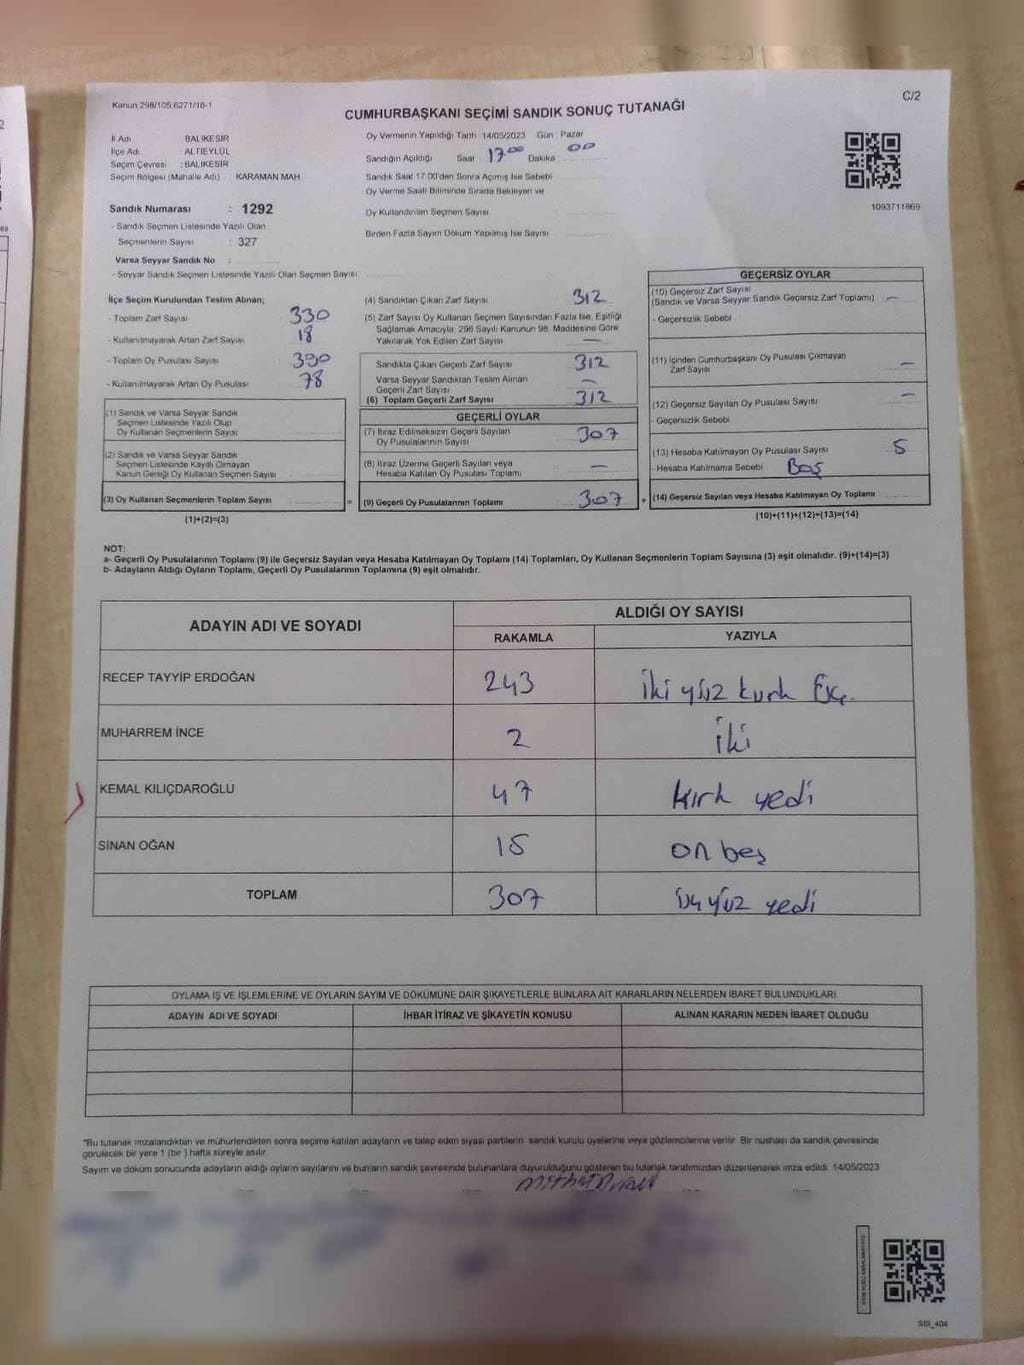 C/2
Kanun 298/105,6271/18-1
CUMHURBAŞKANI SEÇİMİ SANDIK SONUÇ TUTANAĞI
İl Adı BALIKESİR
İlçe Adı ALTIEYLÜL
Seçim Çevresi : BALIKESİR
Seçim Bölgesi (Mahalle Adı) KARAMAN MAH.
Sandık Numarası : 1292
- Sandık Seçmen Listesinde Yazılı Olan
Seçmenlerin Sayısı : 327
Varsa Seyyar Sandık No :
- Seyyar Sandık Seçmen Listesinde Yazılı Olan Seçmen Sayısı
Oy Vermenin Yapıldığı Tarih 14/05/2023 Gün : Pazar
Sandığın Açıldığı Saat 17 00 Dakika 00
Sandık Saat 17.00'den Sonra Açımış İse Sebebi
Oy Verme Saati Bitiminde Sırada Bekleyen ve
Oy Kullandırılan Seçmen Sayısı
Birden Fazla Sayım Döküm Yapılmış İse Sayısı
1093711669
İlçe Seçim Kurulundan Teslim Alınan;
- Toplam Zarf Sayısı 330
- Kullanılmayarak Artan Zarf Sayısı 18
- Toplam Oy Pusulası Sayısı 390
- Kullanılmayarak Artan Oy Pusulası 78
(1) Sandık ve Varsa Seyyar Sandık
Seçmen Listesinde Yazılı Olup
Oy Kullanan Seçmenlerin Sayısı
(2) Sandık ve Varsa Seyyar Sandık
Seçmen Listesinde Kayıtlı Olmayan
Kanun Gereği Oy Kullanan Seçmen Sayısı
(3) Oy Kullanan Seçmenlerin Toplam Sayısı =
(1)+(2)=(3)
(4) Sandıktan Çıkan Zarf Sayısı 312
(5) Zarf Sayısı Oy Kullanan Seçmen Sayısından Fazla İse, Eşitliği
Sağlamak Amacıyla; 298 Sayılı Kanunun 98. Maddesine Göre
Yakılarak Yok Edilen Zarf Sayısı —
Sandıkta Çıkan Geçerli Zarf Sayısı 312
Varsa Seyyar Sandıktan Teslim Alınan
Geçerli Zarf Sayısı —
(6) Toplam Geçerli Zarf Sayısı 312
GEÇERLİ OYLAR
(7) İtiraz Edilmeksizin Geçerli Sayılan
Oy Pusulalarının Sayısı 307
(8) İtiraz Üzerine Geçerli Sayılan veya
Hesaba Katılan Oy Pusulası Toplamı —
(9) Geçerli Oy Pusulalarının Toplamı 307 +
GEÇERSİZ OYLAR
(10) Geçersiz Zarf Sayısı
(Sandık ve Varsa Seyyar Sandık Geçersiz Zarf Toplamı) —
- Geçersizlik Sebebi
(11) İçinden Cumhurbaşkanı Oy Pusulası Çıkmayan
Zarf Sayısı —
(12) Geçersiz Sayılan Oy Pusulası Sayısı —
- Geçersizlik Sebebi
(13) Hesaba Katılmayan Oy Pusulası Sayısı 5
- Hesaba Katılmama Sebebi Boş
(14) Geçersiz Sayılan veya Hesaba Katılmayan Oy Toplamı
(10)+(11)+(12)+(13)=(14)
NOT:
a- Geçerli Oy Pusulalarının Toplamı (9) ile Geçersiz Sayılan veya Hesaba Katılmayan Oy Toplamı (14) Toplamları, Oy Kullanan Seçmenlerin Toplam Sayısına (3) eşit olmalıdır. (9)+(14)=(3)
b- Adayların Aldığı Oyların Toplamı, Geçerli Oy Pusulalarının Toplamına (9) eşit olmalıdır.
ADAYIN ADI VE SOYADI ALDIĞI OY SAYISI
RAKAMLA YAZIYLA
RECEP TAYYİP ERDOĞAN 243 iki yüz kırk üç
MUHARREM İNCE 2 iki
KEMAL KILIÇDAROĞLU 47 kırk yedi
SİNAN OĞAN 15 on beş
TOPLAM 307 üç yüz yedi
OYLAMA İŞ VE İŞLEMLERİNE VE OYLARIN SAYIM VE DÖKÜMÜNE DAİR ŞİKAYETLERLE BUNLARA AİT KARARLARIN NELERDEN İBARET BULUNDUKLARI
ADAYIN ADI VE SOYADI İHBAR İTİRAZ VE ŞİKAYETİN KONUSU ALINAN KARARIN NEDEN İBARET OLDUĞU
*Bu tutanak imzalandıktan ve mühürlendikten sonra seçime katılan adayların ve talep eden siyasi partilerin sandık kurulu üyelerine veya gözlemcilerine verilir. Bir nüshası da sandık çevresinde
görülecek bir yere 1 (bir) hafta süreyle asılır.
Sayım ve döküm sonucunda adayların aldığı oyların sayılarını ve bunların sandık çevresinde bulunanlara duyurulduğunu gösteren bu tutanak tarafımızdan düzenlenerek imza edildi. 14/05/2023
SSI_404